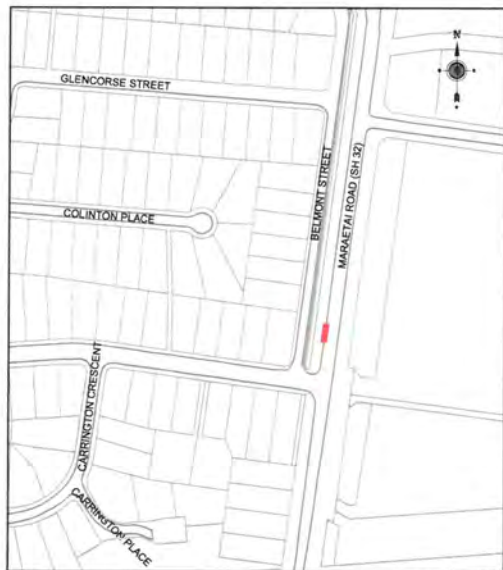 N
GLENCORSE STREET
COLINTON PLACE
BELMONT STREET
MARAETAI ROAD (SH 32)
CARRINGTON CRESCENT
CARRINGTON PLACE